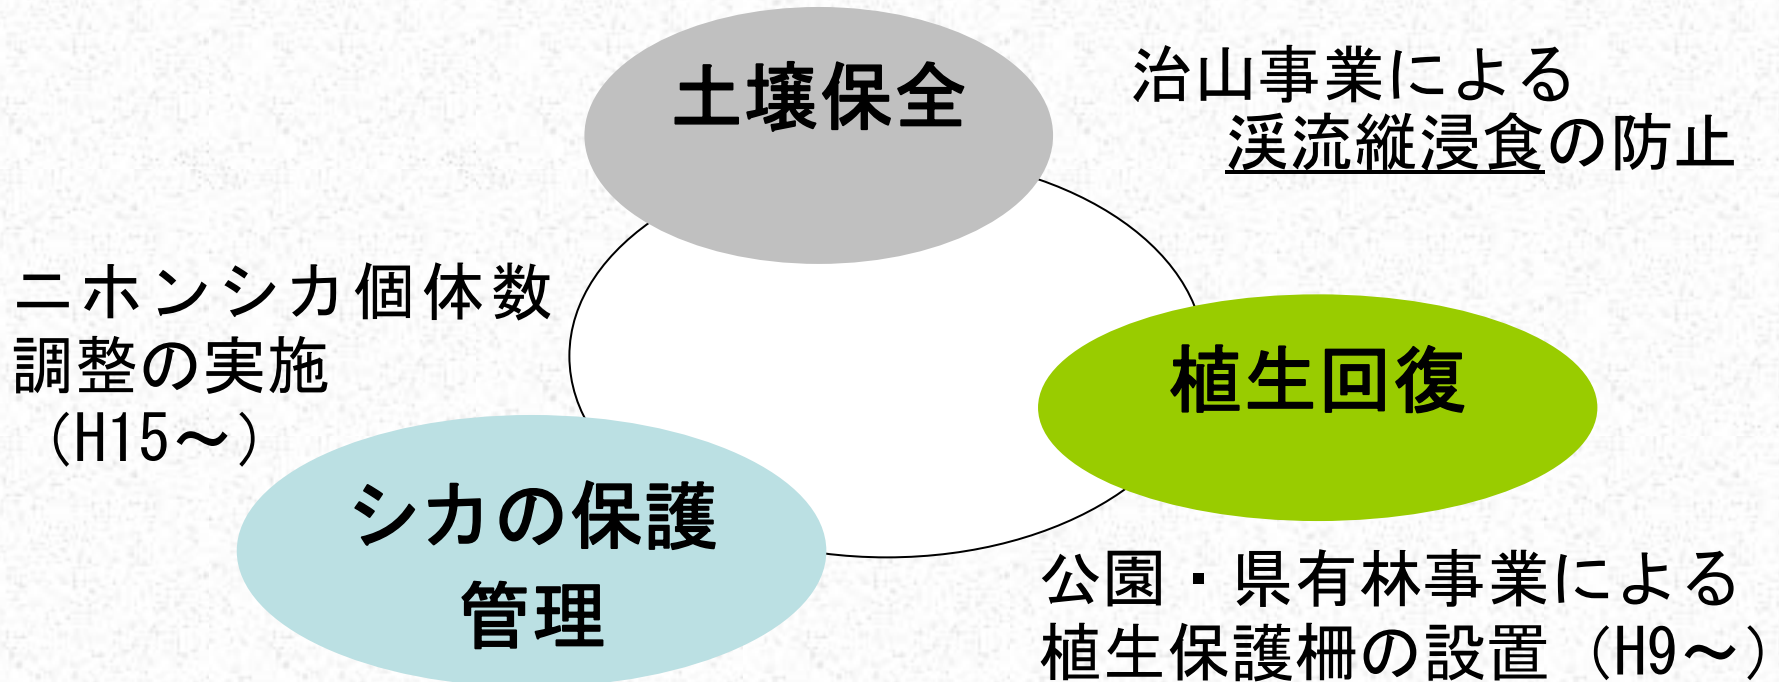 土壌保全
治山事業による
渓流縦浸食の防止
ニホンシカ個体数
調整の実施
（H15～）
植生回復
シカの保護
管理
公園・県有林事業による
植生保護柵の設置（H9～）